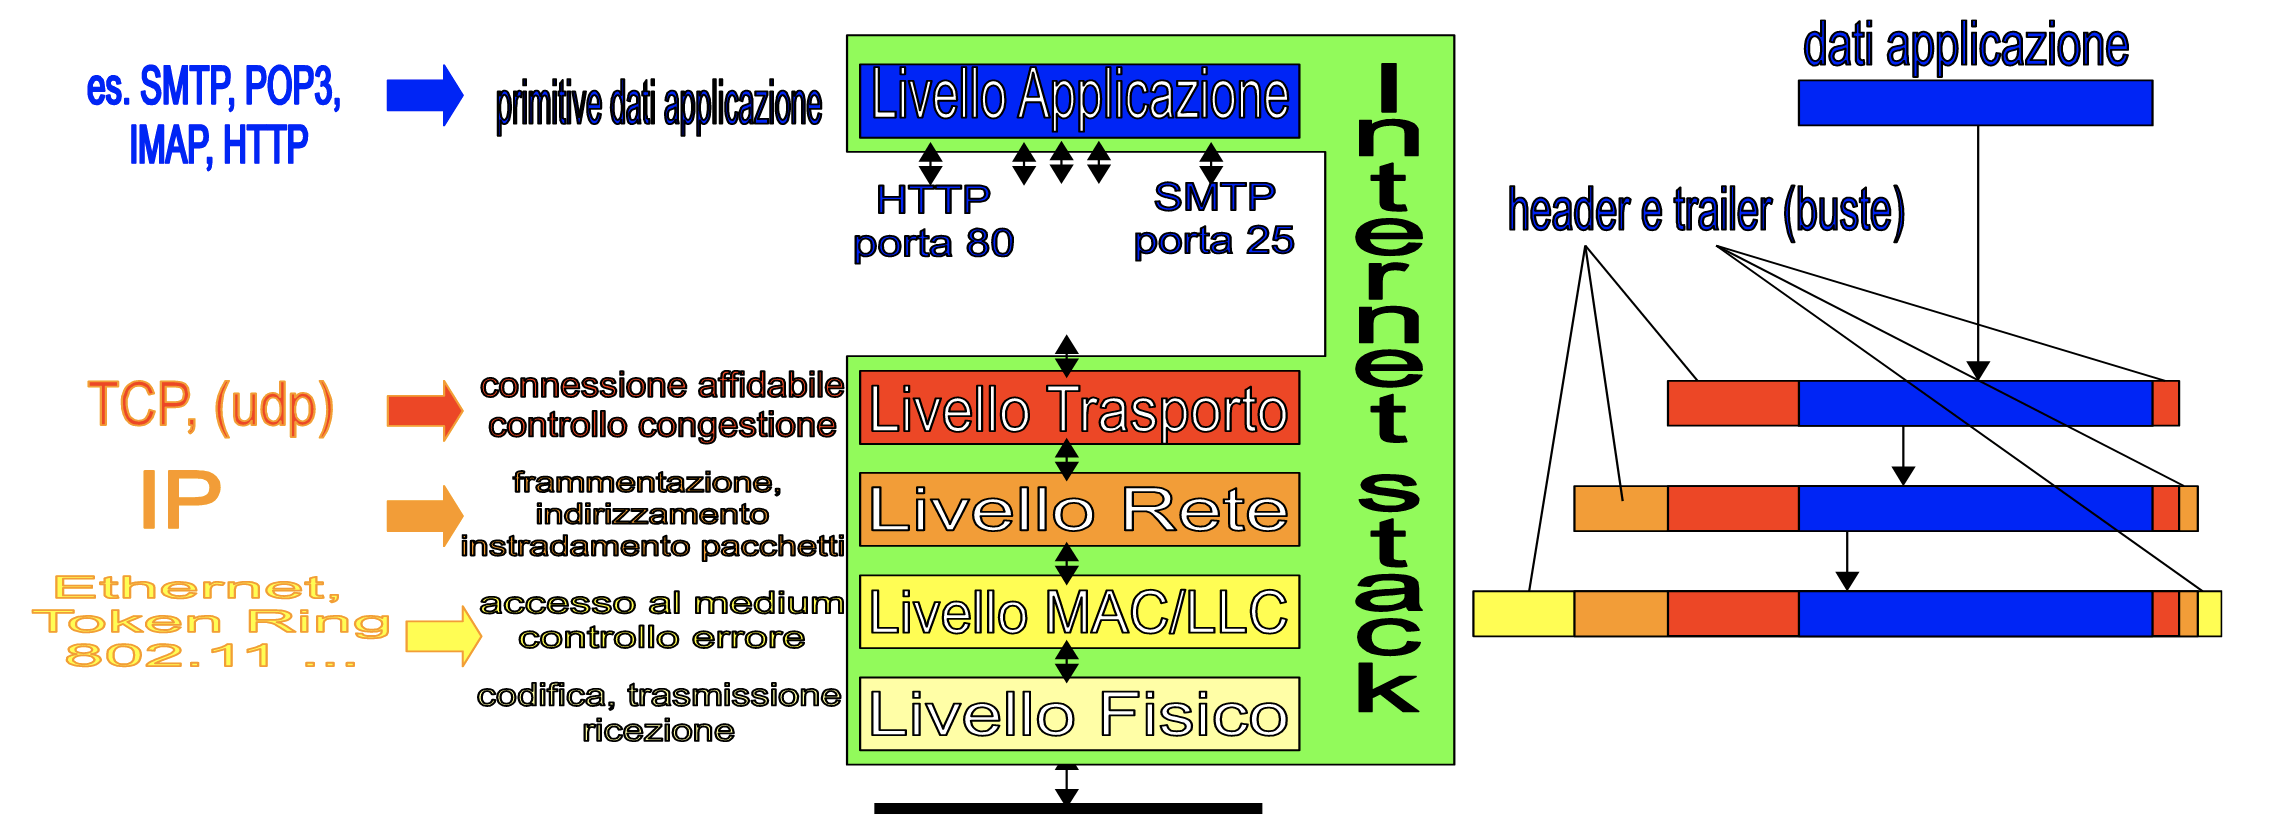 es. SMTP, POP3,
IMAP, HTTP
primitive dati applicazione
Livello Applicazione
HTTP
porta 80
SMTP
porta 25
TCP, (udp)
connessione affidabile
controllo congestione
Livello Trasporto
IP
frammentazione,
indirizzamento
instradamento pacchetti
Livello Rete
Ethernet,
Token Ring
802.11 ...
accesso al medium
controllo errore
Livello MAC/LLC
codifica, trasmissione
ricezione
Livello Fisico
Internet stack
dati applicazione
header e trailer (buste)